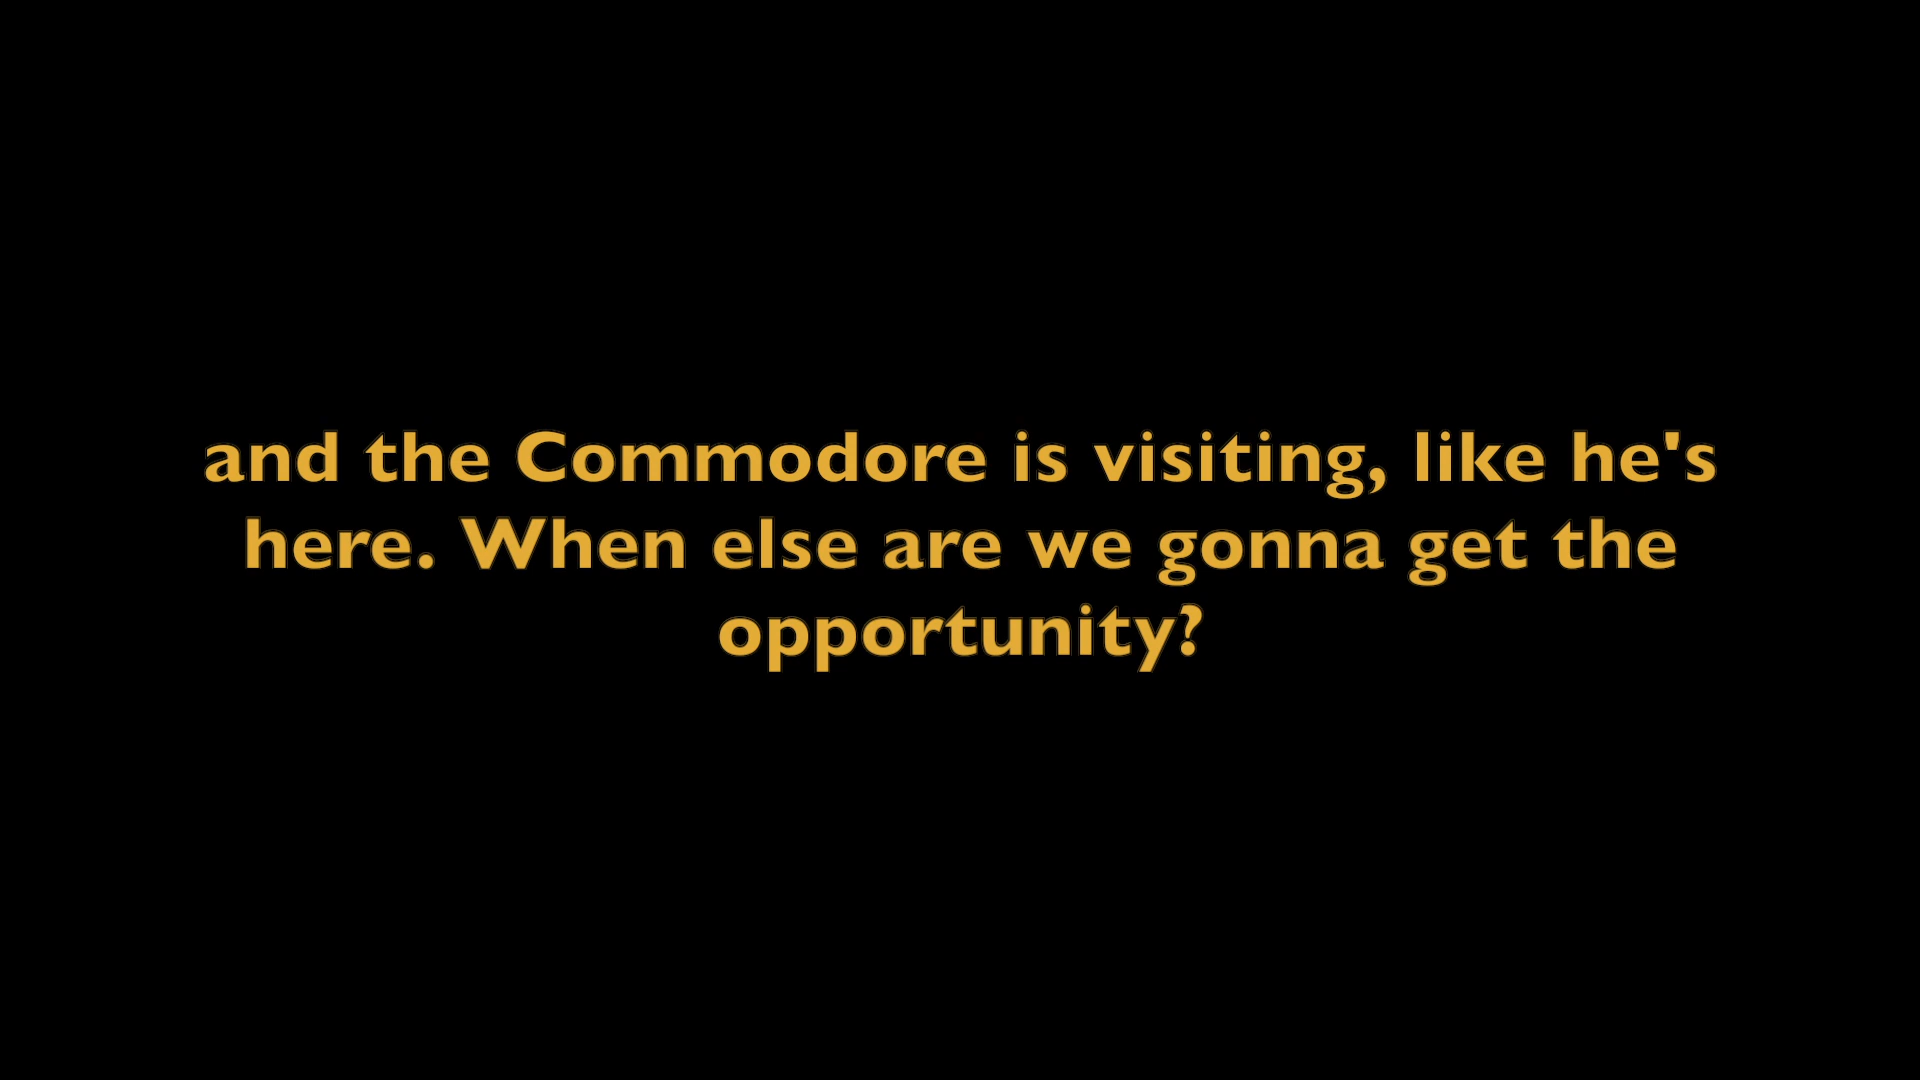 and the Commodore is visiting, like he's
here. When else are we gonna get the
opportunity?